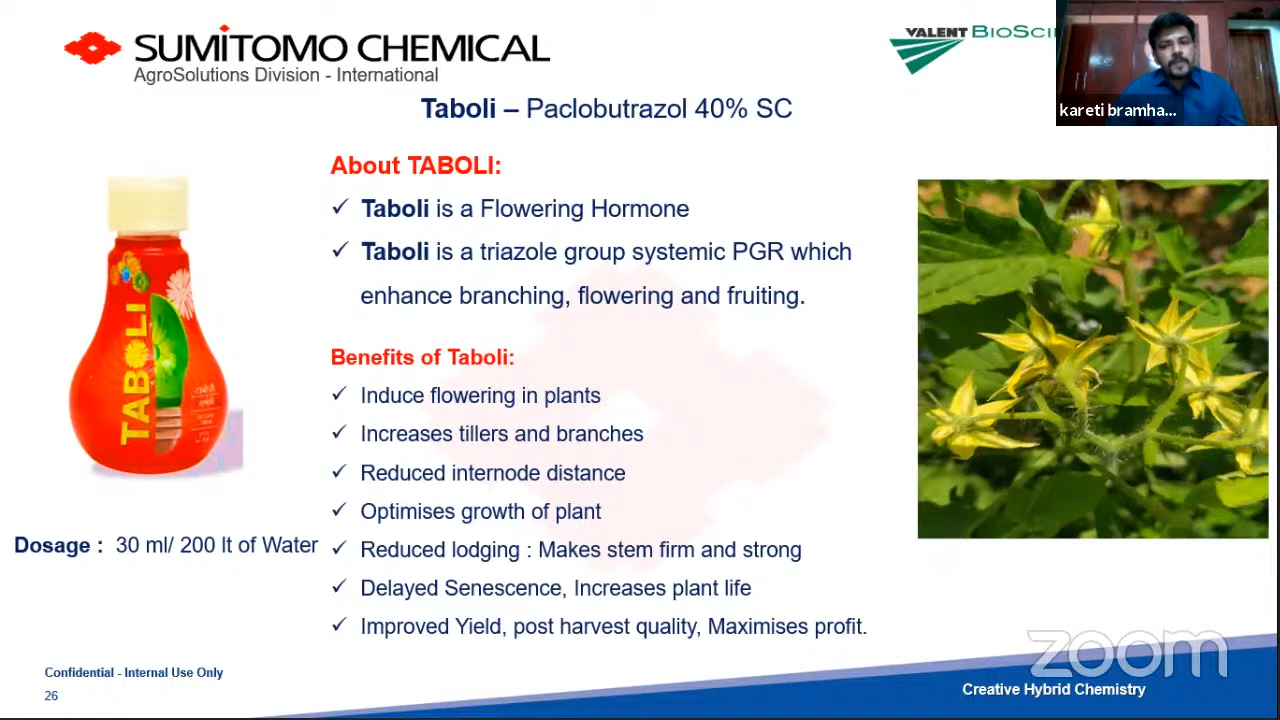 SUMITOMO CHEMICAL
AgroSolutions Division - International
VALENT BIOSCI
kareti bramha...
Taboli – Paclobutrazol 40% SC
About TABOLI:
✓ Taboli is a Flowering Hormone
✓ Taboli is a triazole group systemic PGR which
enhance branching, flowering and fruiting.
Benefits of Taboli:
✓ Induce flowering in plants
✓ Increases tillers and branches
✓ Reduced internode distance
✓ Optimises growth of plant
✓ Reduced lodging : Makes stem firm and strong
✓ Delayed Senescence, Increases plant life
✓ Improved Yield, post harvest quality, Maximises profit.
TABOLI
Dosage : 30 ml/ 200 lt of Water
Confidential - Internal Use Only
26
zoom
Creative Hybrid Chemistry